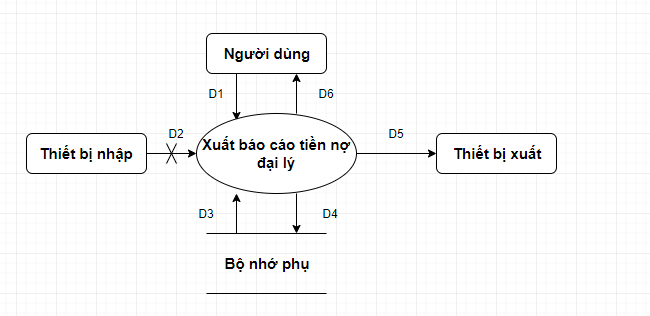 Người dùng
D1
D6
D2
D5
Thiết bị nhập
Xuất báo cáo tiền nợ
đại lý
Thiết bị xuất
D3
D4
Bộ nhớ phụ